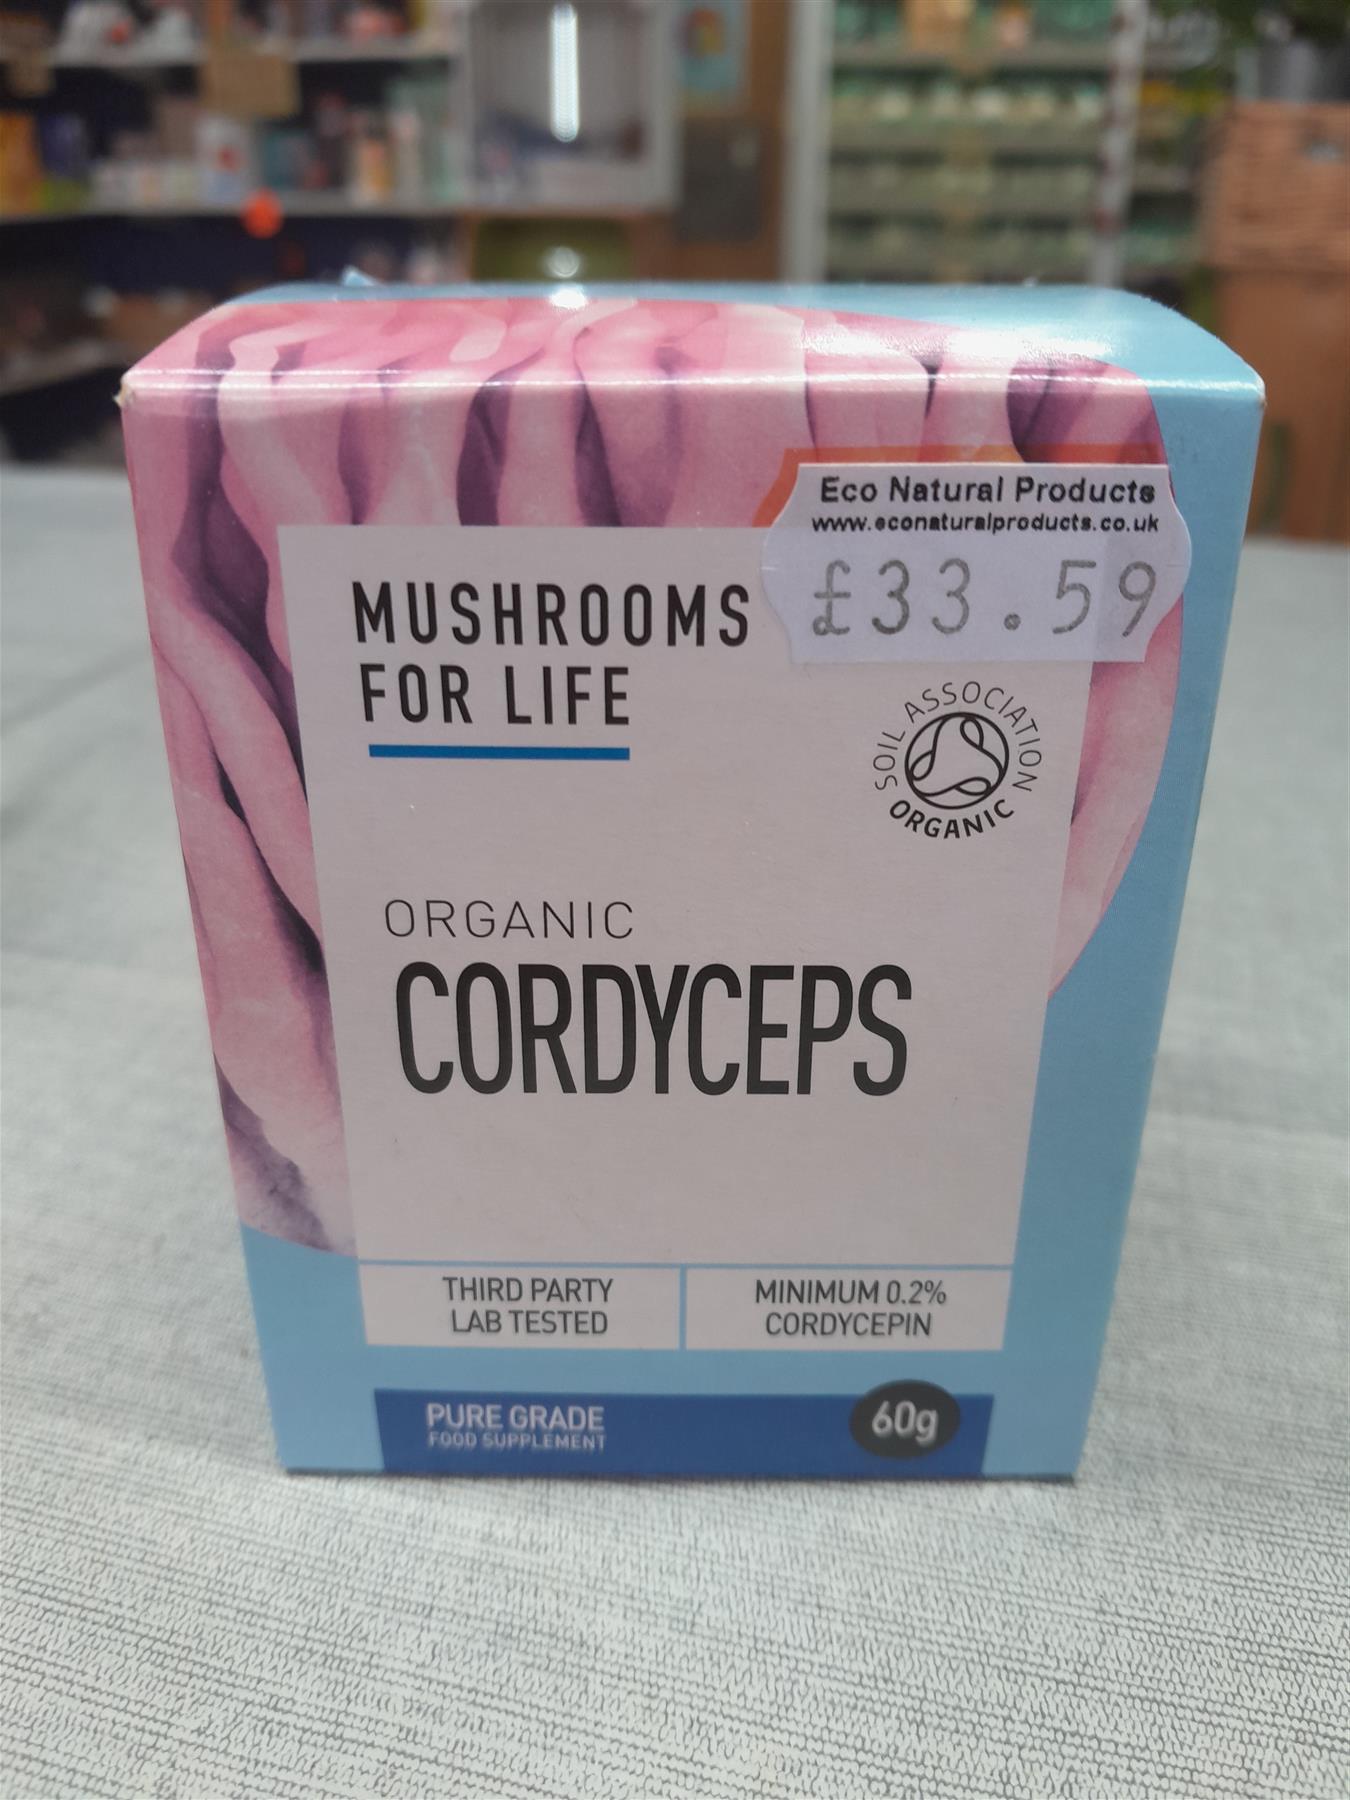 Eco Natural Products
www.econaturalproducts.co.uk
£33.59
MUSHROOMS
FOR LIFE
SOIL ASSOCIATION
ORGANIC
ORGANIC
CORDYCEPS
THIRD PARTY
LAB TESTED
MINIMUM 0.2%
CORDYCEPIN
PURE GRADE
FOOD SUPPLEMENT
60g